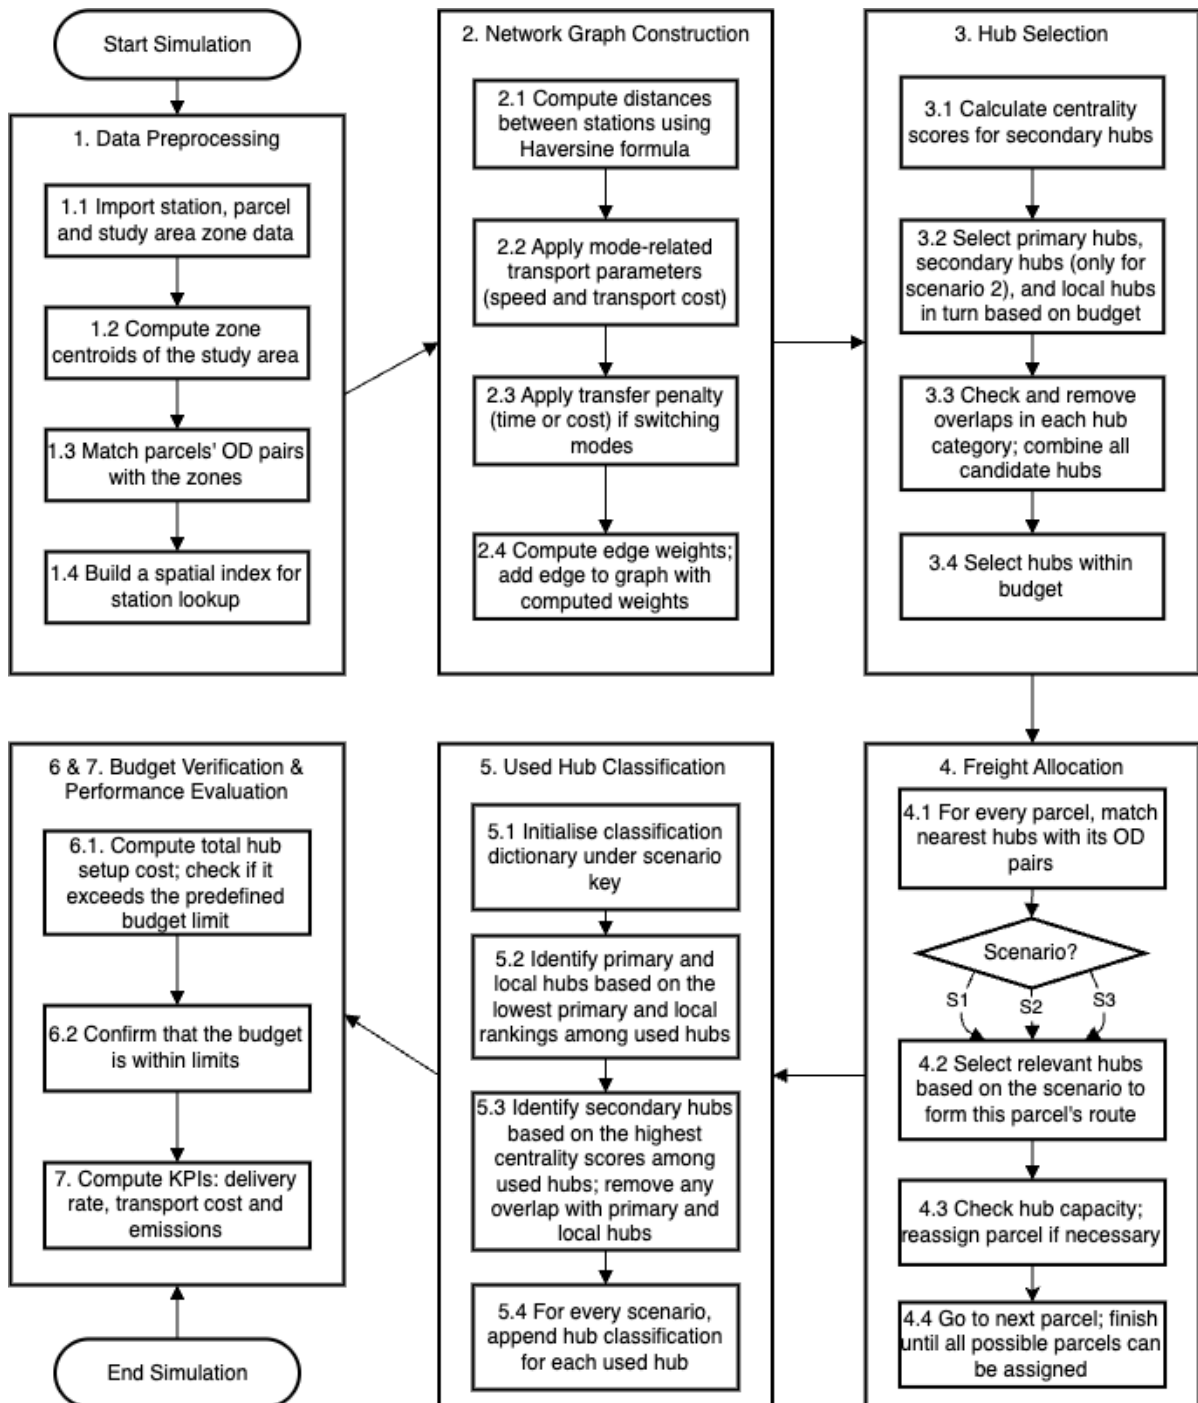 Start Simulation
1. Data Preprocessing
1.1 Import station, parcel
and study area zone data
1.2 Compute zone
centroids of the study area
1.3 Match parcels' OD pairs
with the zones
1.4 Build a spatial index for
station lookup
2. Network Graph Construction
2.1 Compute distances
between stations using
Haversine formula
2.2 Apply mode-related
transport parameters
(speed and transport cost)
2.3 Apply transfer penalty
(time or cost) if switching
modes
2.4 Compute edge weights;
add edge to graph with
computed weights
3. Hub Selection
3.1 Calculate centrality
scores for secondary hubs
3.2 Select primary hubs,
secondary hubs (only for
scenario 2), and local hubs
in turn based on budget
3.3 Check and remove
overlaps in each hub
category; combine all
candidate hubs
3.4 Select hubs within
budget
4. Freight Allocation
4.1 For every parcel, match
nearest hubs with its OD
pairs
Scenario?
S1
S2
S3
4.2 Select relevant hubs
based on the scenario to
form this parcel's route
4.3 Check hub capacity;
reassign parcel if necessary
4.4 Go to next parcel; finish
until all possible parcels can
be assigned
5. Used Hub Classification
5.1 Initialise classification
dictionary under scenario
key
5.2 Identify primary and
local hubs based on the
lowest primary and local
rankings among used hubs
5.3 Identify secondary hubs
based on the highest
centrality scores among
used hubs; remove any
overlap with primary and
local hubs
5.4 For every scenario,
append hub classification
for each used hub
6 & 7. Budget Verification &
Performance Evaluation
6.1. Compute total hub
setup cost; check if it
exceeds the predefined
budget limit
6.2 Confirm that the budget
is within limits
7. Compute KPIs: delivery
rate, transport cost and
emissions
End Simulation